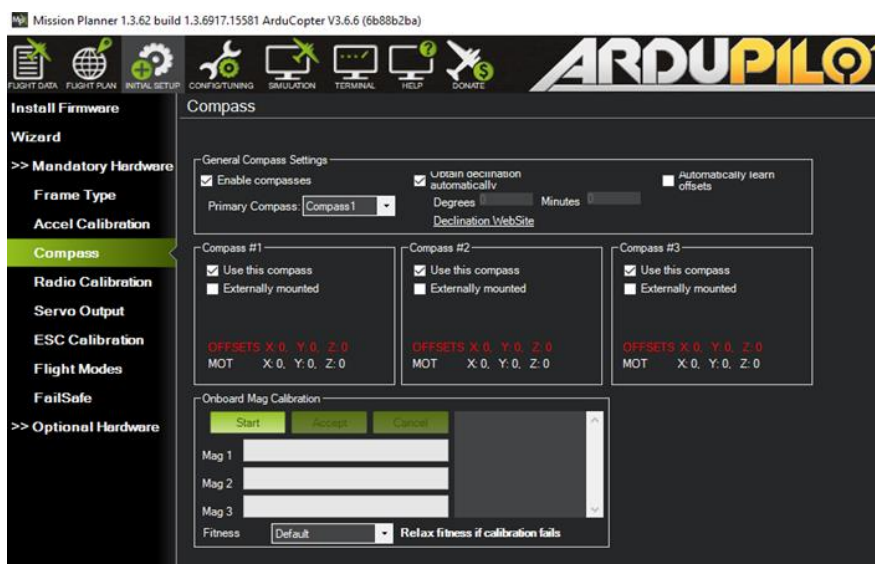 Mission Planner 1.3.62 build 1.3.6917.15581 ArduCopter V3.6.6 (6b88b2ba)
FLIGHT DATA FLIGHT PLAN INITIAL SETUP CONFIG/TUNING SIMULATION TERMINAL HELP DONATE
ARDUPILO
Install Firmware
Wizard
>> Mandatory Hardware
Frame Type
Accel Calibration
Compass
Radio Calibration
Servo Output
ESC Calibration
Flight Modes
FailSafe
>> Optional Hardware
Compass
General Compass Settings
Enable compasses
Primary Compass: Compass1
Obtain declination
automatically
Degrees 0 Minutes 0
Declination WebSite
Automatically learn
offsets
Compass #1
Use this compass
Externally mounted
OFFSETS X: 0, Y: 0, Z: 0
MOT X: 0, Y: 0, Z: 0
Compass #2
Use this compass
Externally mounted
OFFSETS X: 0, Y: 0, Z: 0
MOT X: 0, Y: 0, Z: 0
Compass #3
Use this compass
Externally mounted
OFFSETS X: 0, Y: 0, Z: 0
MOT X: 0, Y: 0, Z: 0
Onboard Mag Calibration
Start Accept Cancel
Mag 1
Mag 2
Mag 3
Fitness Default Relax fitness if calibration fails